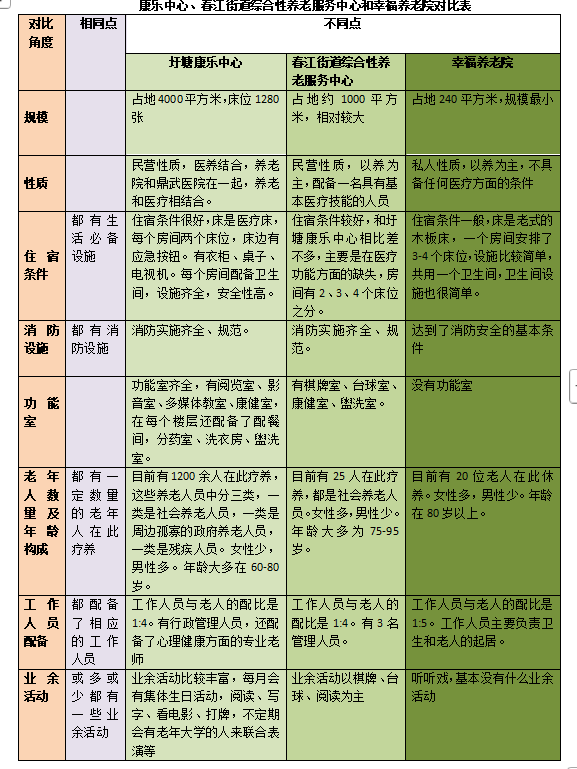 康乐中心、春江街道综合性养老服务中心和幸福养老院对比表
对比
角度
相同点
不同点
圩塘康乐中心
春江街道综合性养
老服务中心
幸福养老院
规模
占地 4000 平方米，床位 1280
张
占地约 1000 平方
米，相对较大
占地 240 平方米，规模最小
性质
民营性质，医养结合，养老
院和鼎武医院在一起，养老
和医疗相结合。
民营性质，以养为
主，配备一名具有基
本医疗技能的人员
私人性质，以养为主，不具
备任何医疗方面的条件
住宿
条件
都有生
活必备
设施
住宿条件很好，床是医疗床，
每个房间两个床位，床边有
应急按钮。有衣柜、桌子、
电视机。每个房间配备卫生
间，设施齐全，安全性高。
住宿条件较好，和圩
塘康乐中心相比差
不多，主要是在医疗
功能方面的缺失，房
间有 2、3、4 个床位
之分。
住宿条件一般，床是老式的
木板床，一个房间安排了
3-4 个床位，设施比较简单，
共用一个卫生间，卫生间设
施也很简单。
消防
设施
都有消
防设施
消防实施齐全、规范。
消防实施齐全、规
范。
达到了消防安全的基本条
件
功能
室
功能室齐全，有阅览室、影
音室、多媒体教室、康健室，
在每个楼层还配备了配餐
间，分药室、洗衣房、盥洗
室。
有棋牌室、台球室、
康健室、盥洗室。
没有功能室
老年
人数
量及
年龄
构成
都有一
定数量
的老年
人在此
疗养
目前有 1200 余人在此疗养，
这些养老人员中分三类，一
类是社会养老人员，一类是
周边孤寡的政府养老人员，
一类是残疾人员。女性少，
男性多。年龄大多在 60-80
岁。
目前有 25 人在此疗
养，都是社会养老人
员。女性多，男性少。
年龄大多为 75-95
岁。
目前有 20 位老人在此休
养。女性多，男性少。年龄
在 80 岁以上。
工作
人员
配备
都配备
了相应
的工作
人员
工作人员与老人的配比是
1:4。有行政管理人员，还配
备了心理健康方面的专业老
师
工作人员与老人的
配比是 1:4。有 3 名
管理人员。
工作人员与老人的配比是
1:5。工作人员主要负责卫
生和老人的起居。
业余
活动
或多或
少都有
一些业
余活动
业余活动比较丰富，每月会
有集体生日活动，阅读、写
字、看电影、打牌，不定期
会有老年大学的人来联合表
演等
业余活动以棋牌、台
球、阅读为主
听听戏，基本没有什么业余
活动